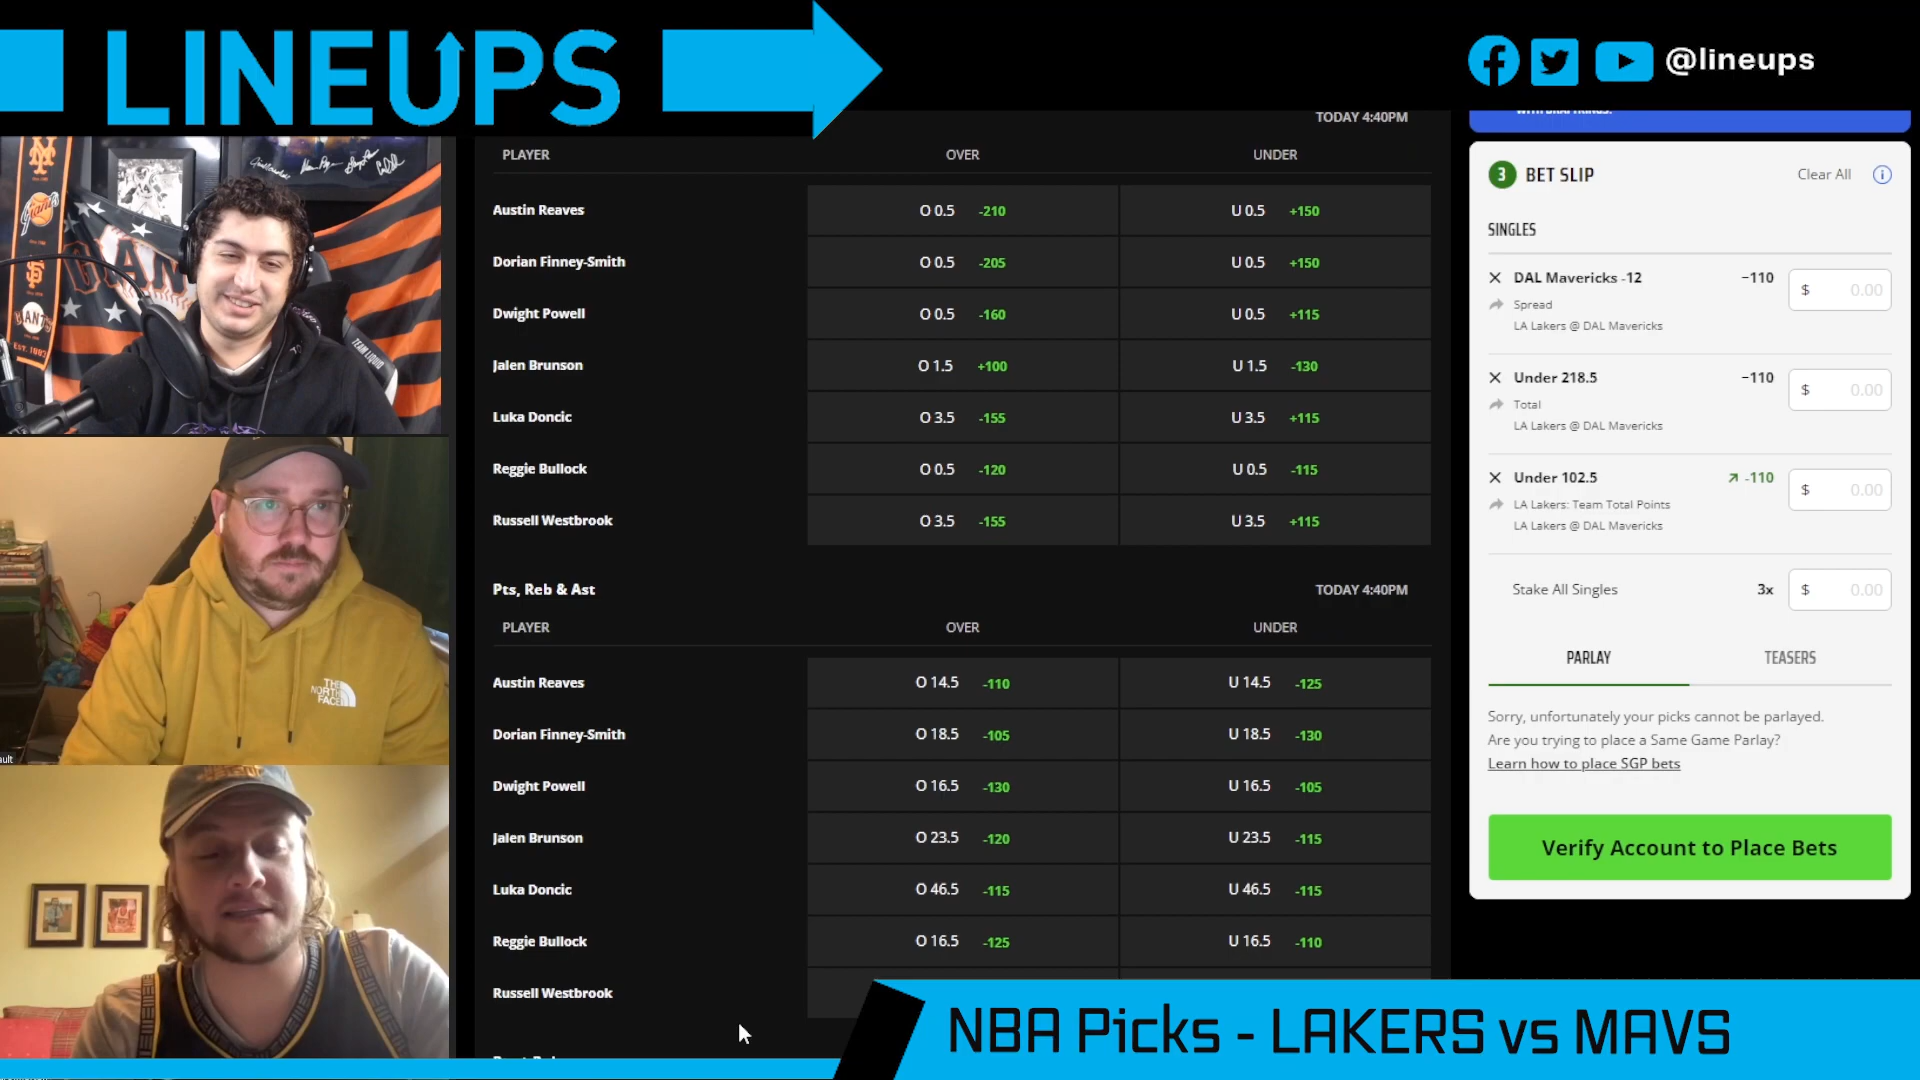 LINEUPS
@lineups
TODAY 4:40PM
PLAYER OVER UNDER
Austin Reaves O 0.5 -210 U 0.5 +150
Dorian Finney-Smith O 0.5 -205 U 0.5 +150
Dwight Powell O 0.5 -160 U 0.5 +115
Jalen Brunson O 1.5 +100 U 1.5 -130
Luka Doncic O 3.5 -155 U 3.5 +115
Reggie Bullock O 0.5 -120 U 0.5 -115
Russell Westbrook O 3.5 -155 U 3.5 +115
Pts, Reb & Ast TODAY 4:40PM
PLAYER OVER UNDER
Austin Reaves O 14.5 -110 U 14.5 -125
Dorian Finney-Smith O 18.5 -105 U 18.5 -130
Dwight Powell O 16.5 -130 U 16.5 -105
Jalen Brunson O 23.5 -120 U 23.5 -115
Luka Doncic O 46.5 -115 U 46.5 -115
Reggie Bullock O 16.5 -125 U 16.5 -110
Russell Westbrook
3 BET SLIP Clear All i
SINGLES
DAL Mavericks -12 −110 $ 0.00
Spread
LA Lakers @ DAL Mavericks
Under 218.5 −110 $ 0.00
Total
LA Lakers @ DAL Mavericks
Under 102.5 -110 $ 0.00
LA Lakers: Team Total Points
LA Lakers @ DAL Mavericks
Stake All Singles 3x $ 0.00
PARLAY TEASERS
Sorry, unfortunately your picks cannot be parlayed.
Are you trying to place a Same Game Parlay?
Learn how to place SGP bets
Verify Account to Place Bets
GIANTS
EST. 1883
TEAM LIQUID
THE
NORTH
FACE
ault
NBA Picks - LAKERS vs MAVS